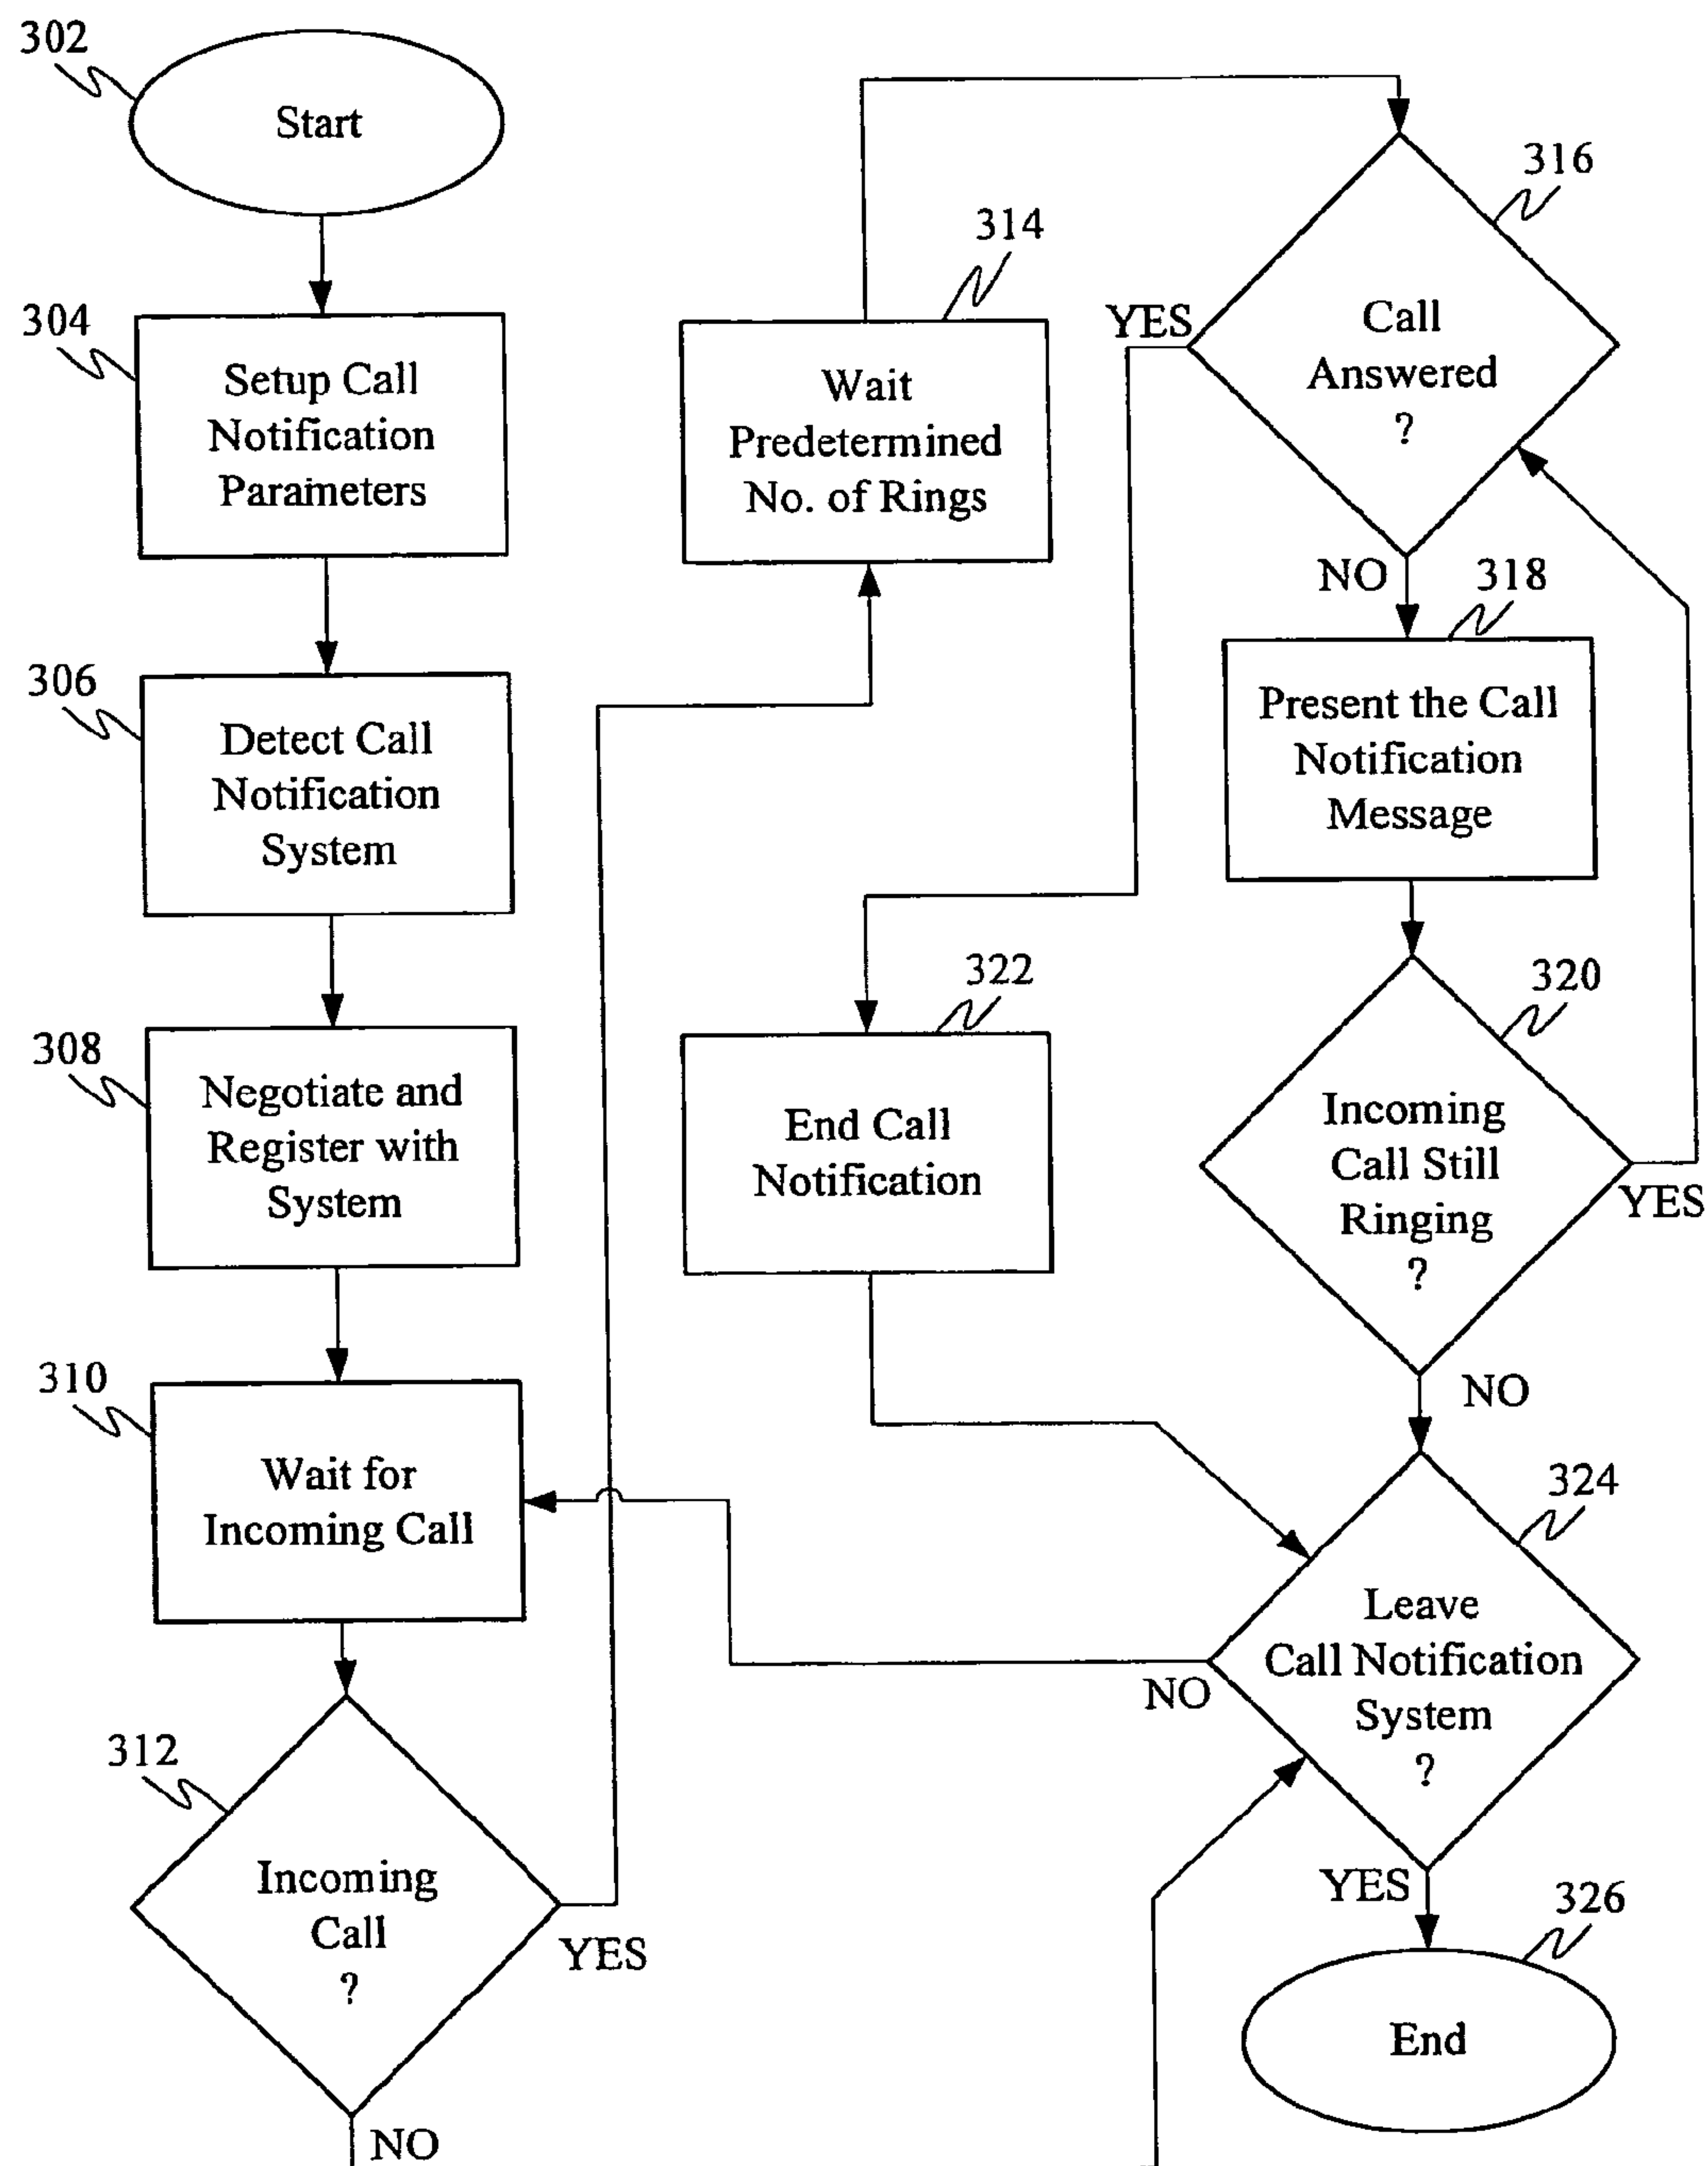 302
Start
304
Setup Call
Notification
Parameters
306
Detect Call
Notification
System
308
Negotiate and
Register with
System
310
Wait for
Incoming Call
312
Incoming
Call
?
YES
NO
314
Wait
Predetermined
No. of Rings
316
Call
Answered
?
YES
NO
318
Present the Call
Notification
Message
320
Incoming
Call Still
Ringing
?
YES
NO
322
End Call
Notification
324
Leave
Call Notification
System
?
NO
YES
326
End